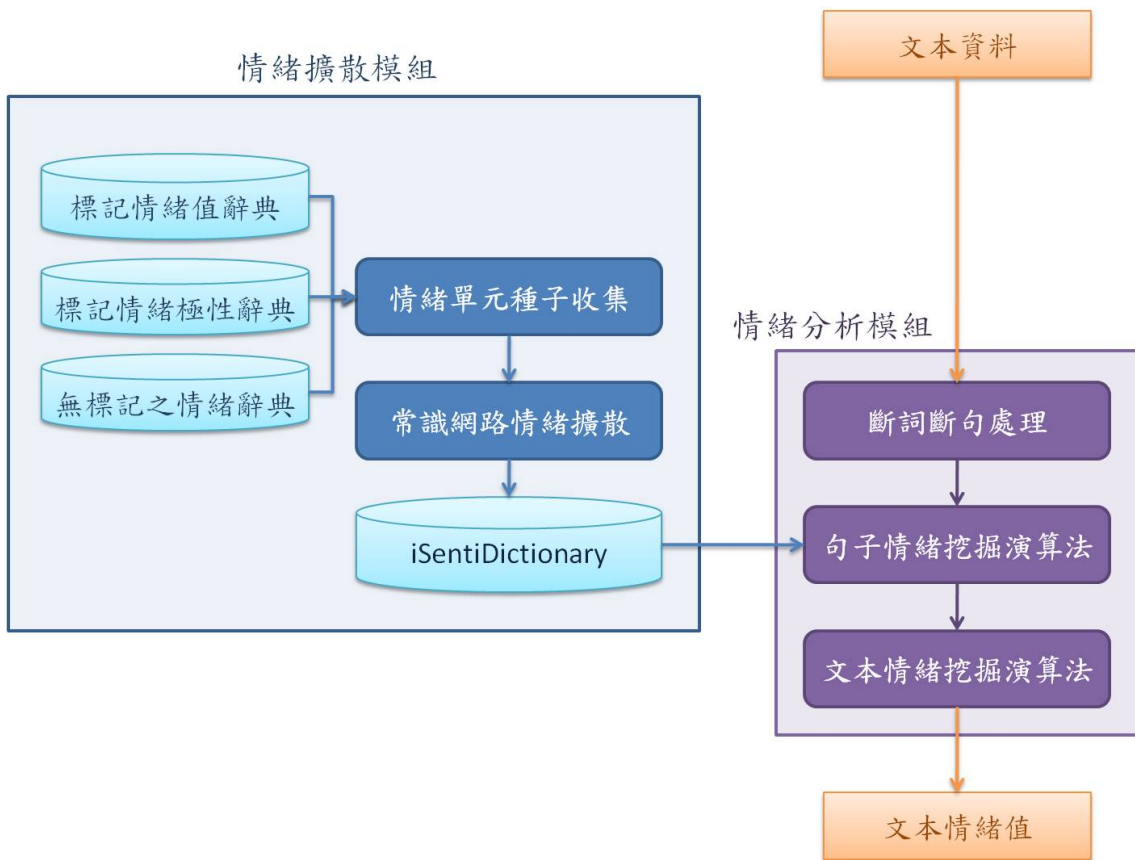 文本資料
情緒擴散模組
標記情緒值辭典
標記情緒極性辭典
無標記之情緒辭典
情緒單元種子收集
常識網路情緒擴散
iSentiDictionary
情緒分析模組
斷詞斷句處理
句子情緒挖掘演算法
文本情緒挖掘演算法
文本情緒值